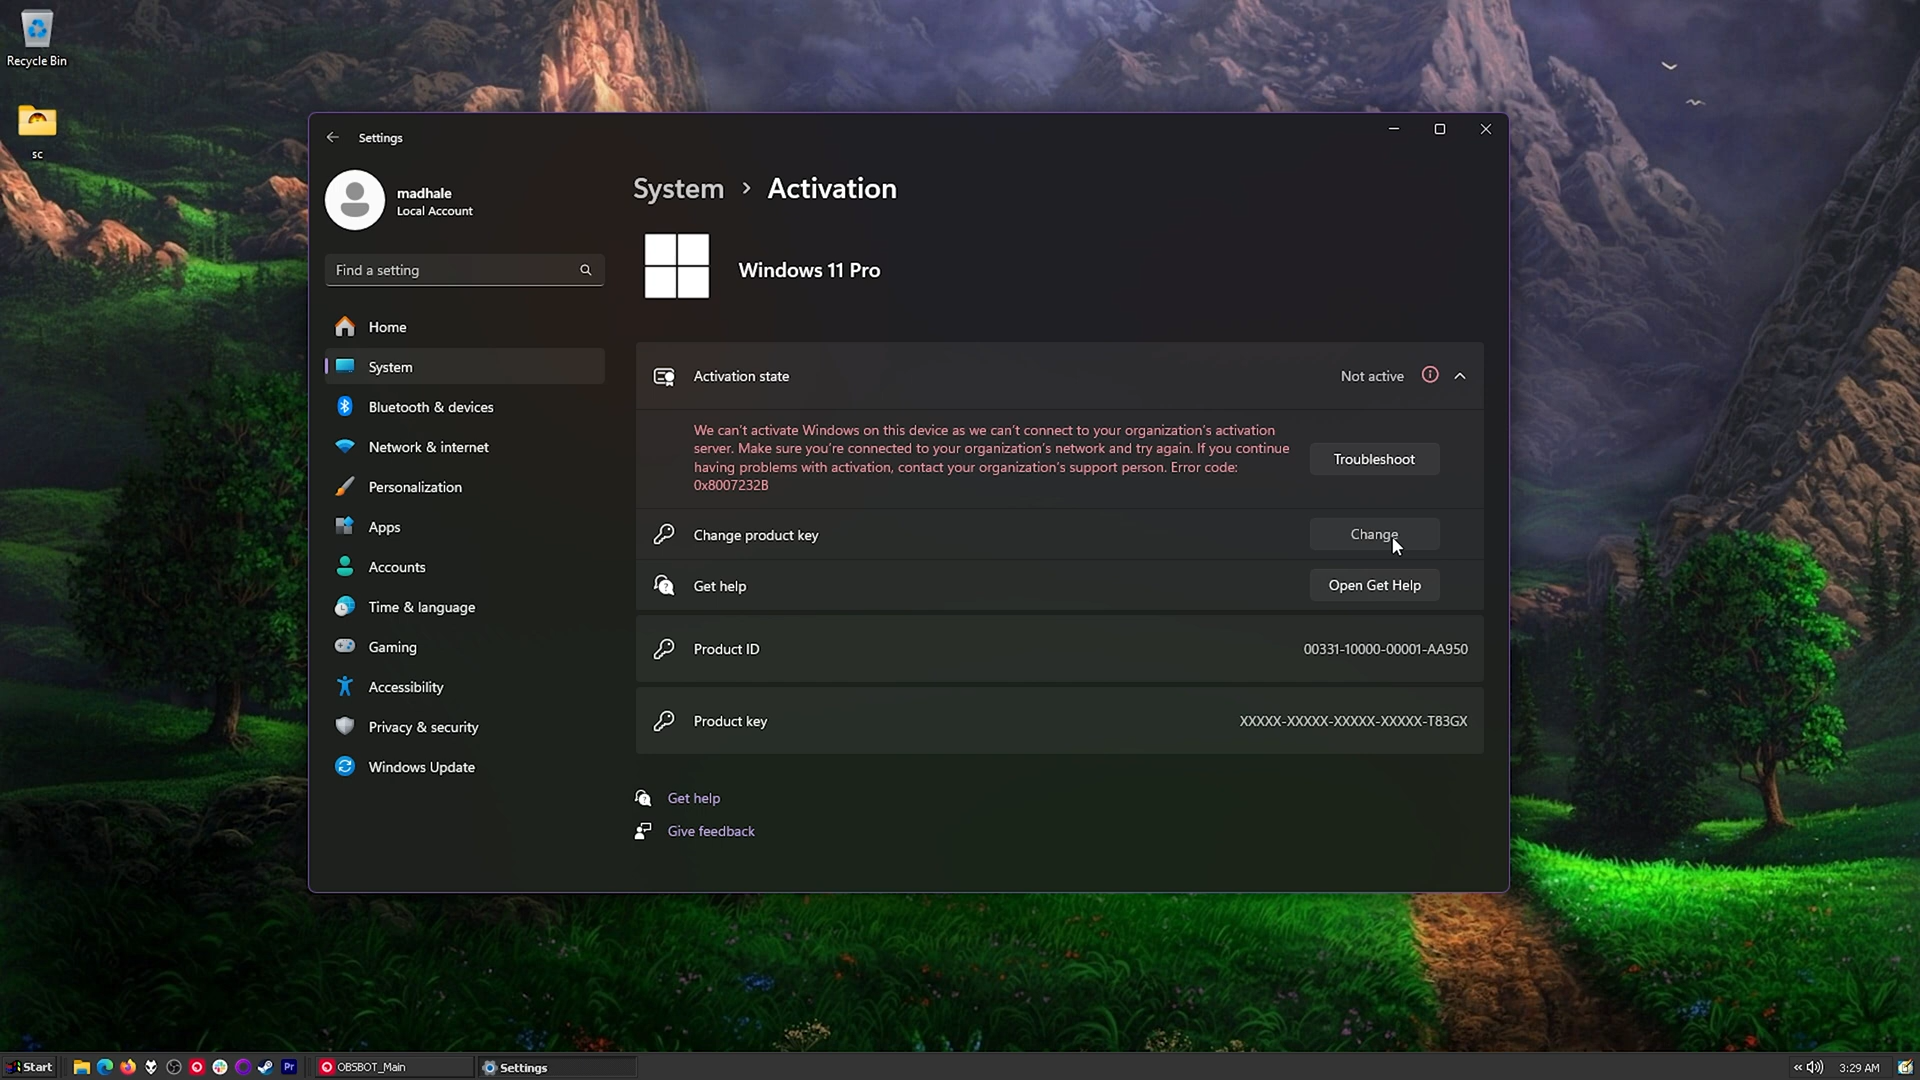 Recycle Bin
sc
Settings
madhale
Local Account
Find a setting
Home
System
Bluetooth & devices
Network & internet
Personalization
Apps
Accounts
Time & language
Gaming
Accessibility
Privacy & security
Windows Update
System > Activation
Windows 11 Pro
Activation state
Not active
We can't activate Windows on this device as we can't connect to your organization's activation
server. Make sure you're connected to your organization's network and try again. If you continue
having problems with activation, contact your organization's support person. Error code:
0x8007232B
Troubleshoot
Change product key
Change
Get help
Open Get Help
Product ID
00331-10000-00001-AA950
Product key
XXXXX-XXXXX-XXXXX-XXXXX-T83GX
Get help
Give feedback
Start
Pr
OBSBOT_Main
Settings
3:29 AM